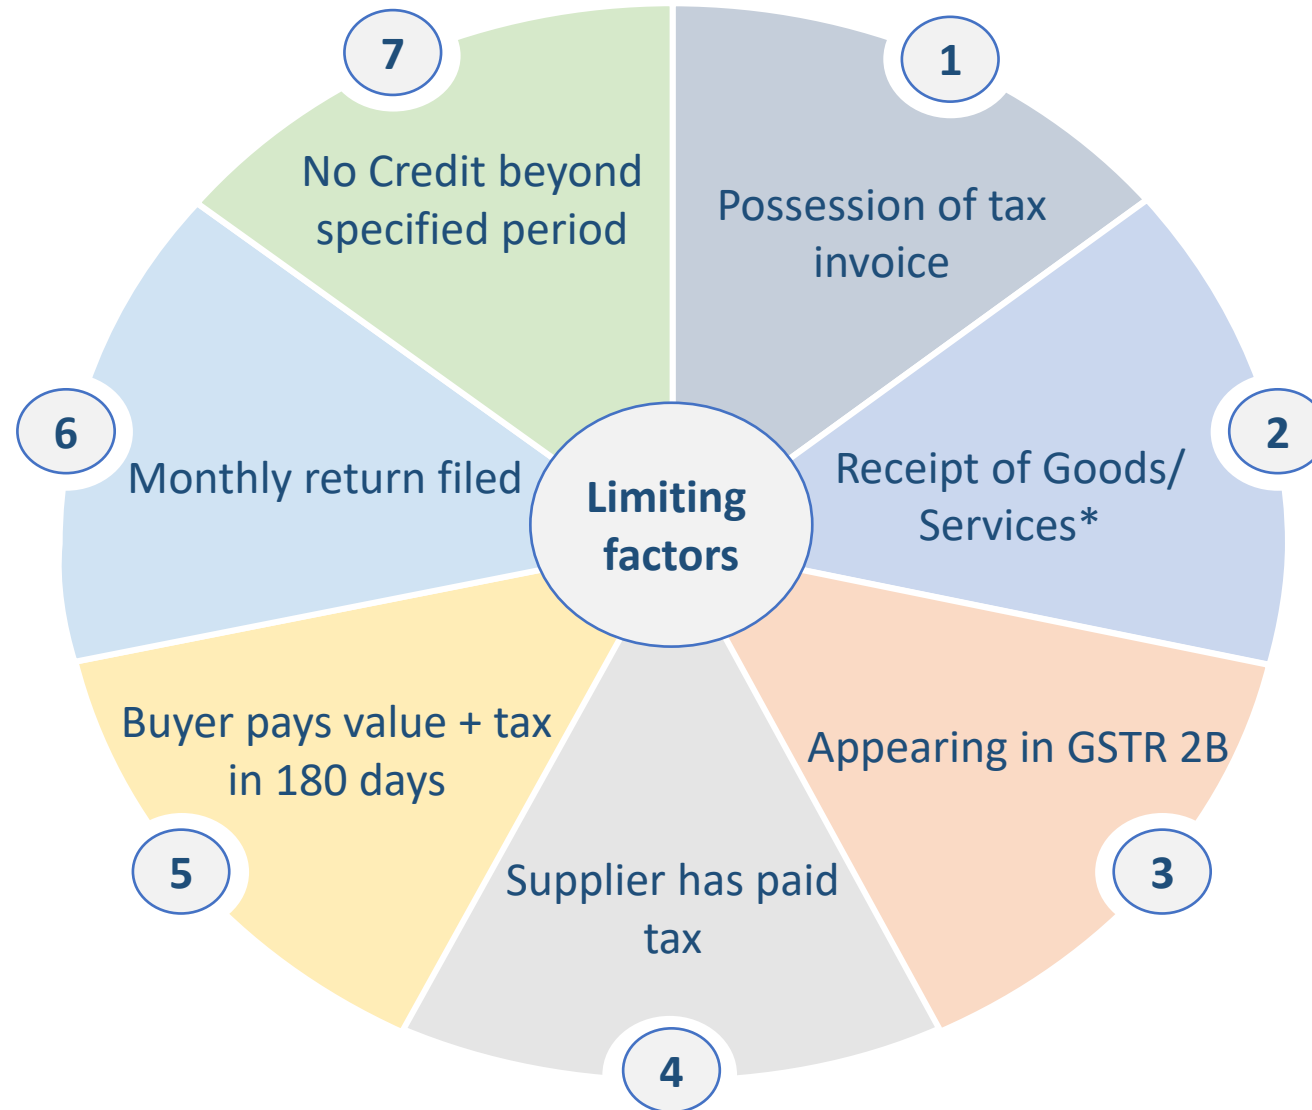 Limiting
factors
1
Possession of tax
invoice
2
Receipt of Goods/
Services*
3
Appearing in GSTR 2B
4
Supplier has paid
tax
5
Buyer pays value + tax
in 180 days
6
Monthly return filed
7
No Credit beyond
specified period